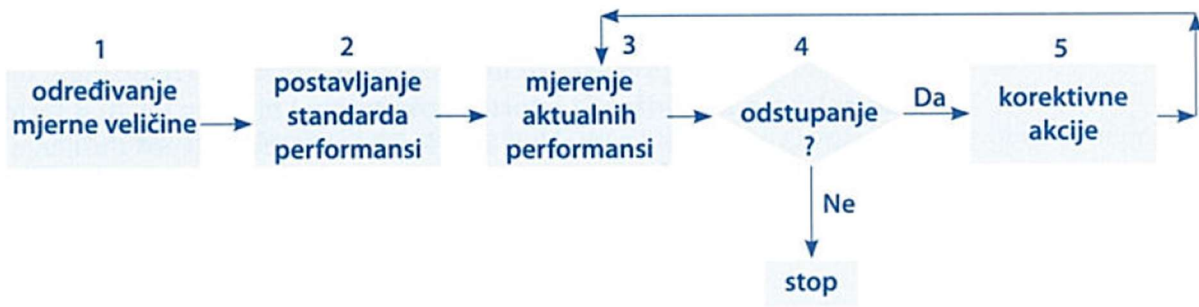 1
određivanje
mjerne veličine
2
postavljanje
standarda
performansi
3
mjerenje
aktualnih
performansi
4
odstupanje
?
Da
5
korektivne
akcije
Ne
stop